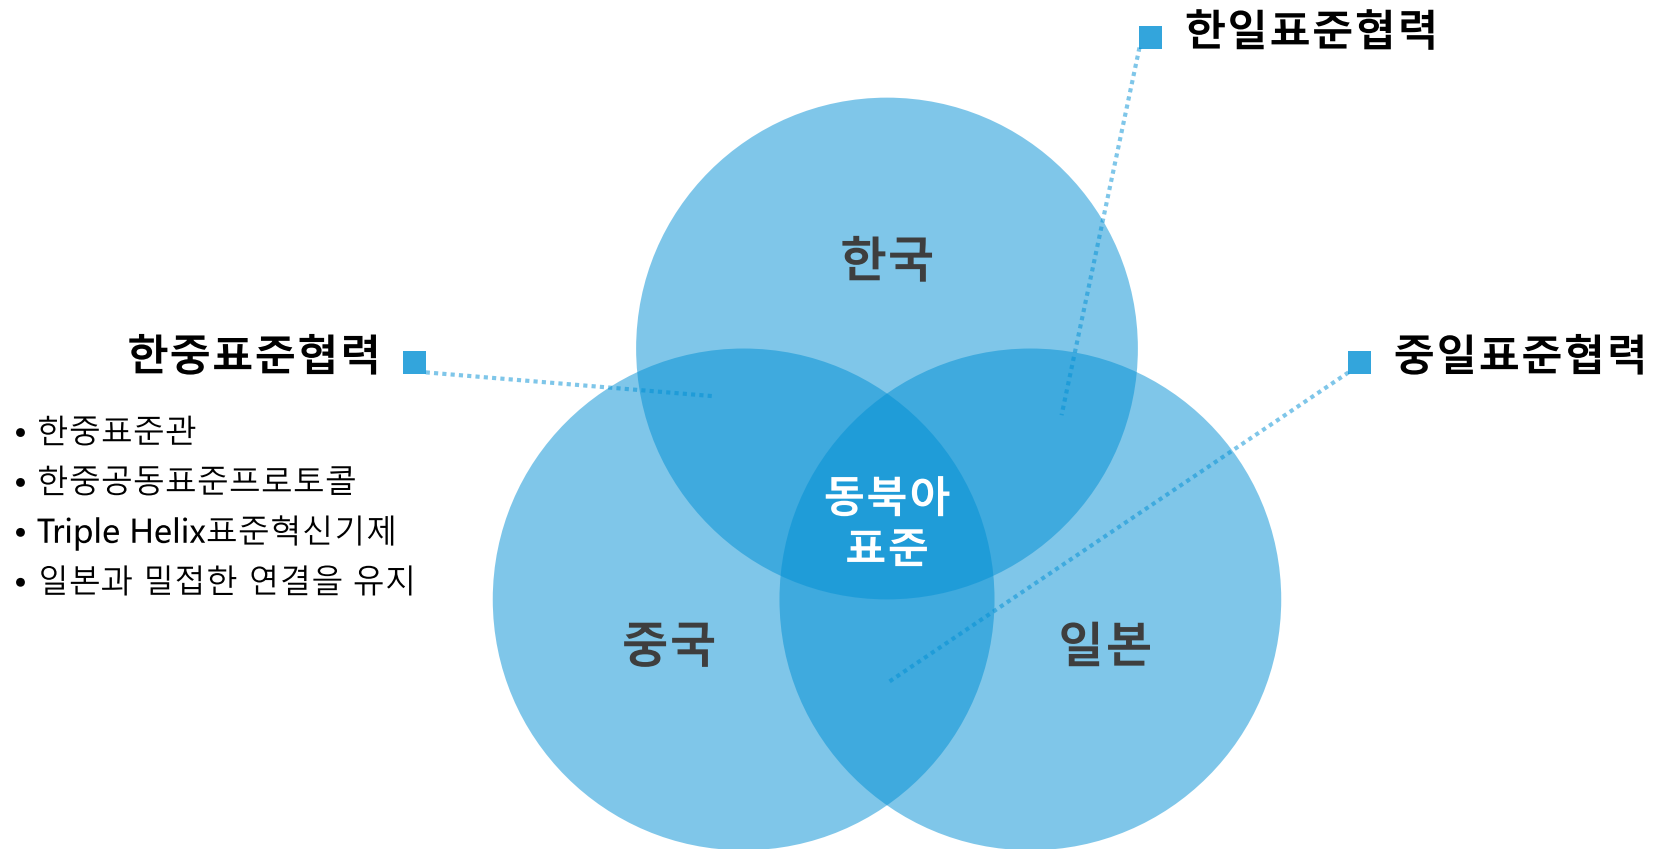 한일표준협력
한국
한중표준협력
중일표준협력
• 한중표준관
• 한중공동표준프로토콜
• Triple Helix표준혁신기제
• 일본과 밀접한 연결을 유지
동북아
표준
중국
일본